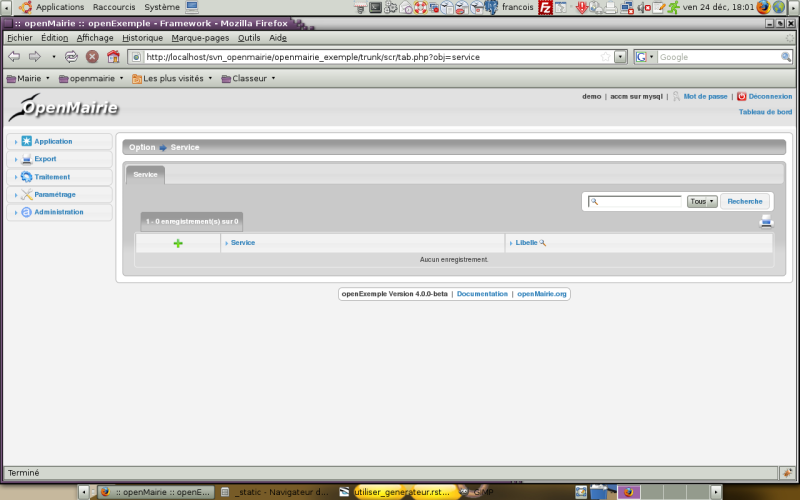 Applications Raccourcis Système francois ven 24 déc, 18:01
:: openMairie :: openExemple - Framework - Mozilla Firefox
Fichier Édition Affichage Historique Marque-pages Outils Aide
http://localhost/svn_openmairie/openmairie_exemple/trunk/scr/tab.php?obj=service Google
Mairie openmairie Les plus visités Classeur
OpenMairie
demo | accm sur mysql | Mot de passe | Déconnexion
Tableau de bord
Application
Export
Traitement
Paramétrage
Administration
Option Service
Service
Tous Recherche
1 - 0 enregistrement(s) sur 0
Service Libelle
Aucun enregistrement.
openExemple Version 4.0.0-beta | Documentation | openMairie.org
Terminé
:: openMairie :: openE... _static - Navigateur d... utiliser_generateur.rst... GIMP